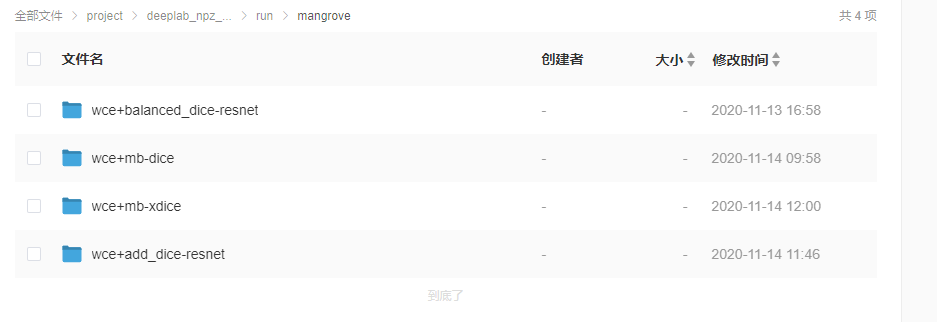 全部文件 > project > deeplab_npz_... > run > mangrove 共 4 项
文件名 创建者 大小 修改时间
wce+balanced_dice-resnet - - 2020-11-13 16:58
wce+mb-dice - - 2020-11-14 09:58
wce+mb-xdice - - 2020-11-14 12:00
wce+add_dice-resnet - - 2020-11-14 11:46
到底了